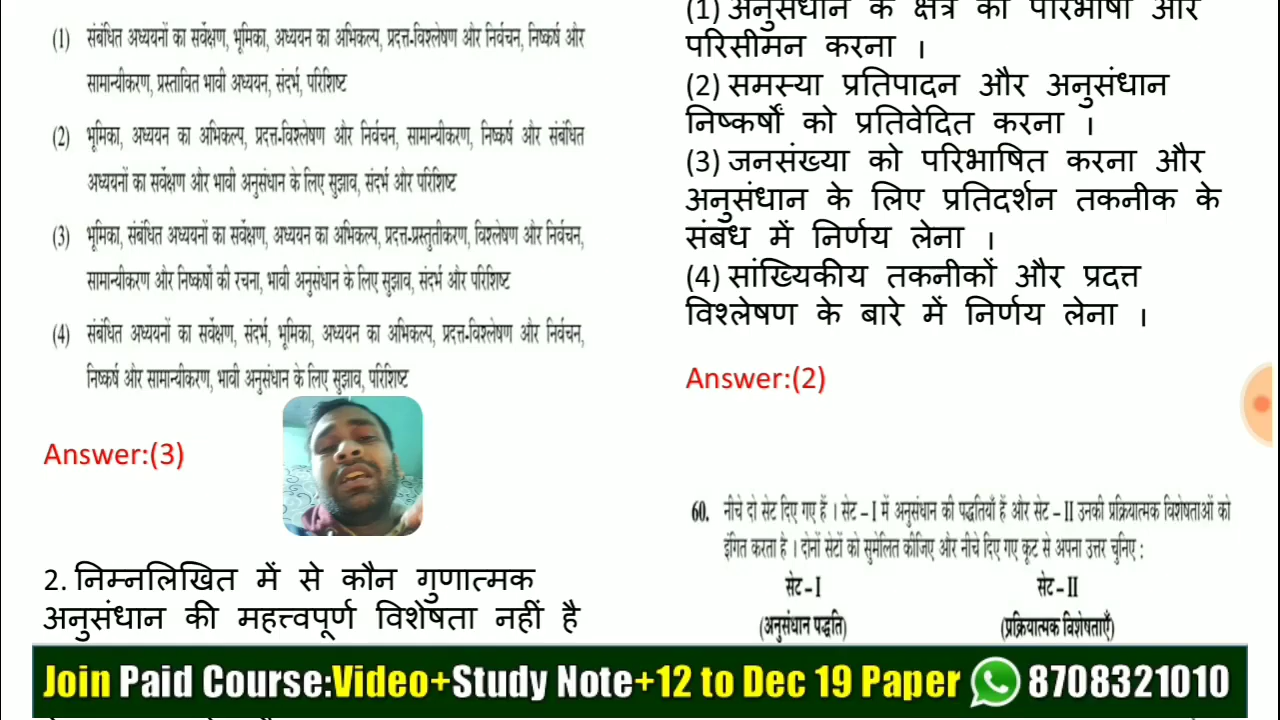 (1) संबंधित अध्ययनों का सर्वेक्षण, भूमिका, अध्ययन का अभिकल्प, प्रदत्त-विश्लेषण और निर्वचन, निष्कर्ष और
सामान्यीकरण, प्रस्तावित भावी अध्ययन, संदर्भ, परिशिष्ट
(2) भूमिका, अध्ययन का अभिकल्प, प्रदत्त-विश्लेषण और निर्वचन, सामान्यीकरण, निष्कर्ष और संबंधित
अध्ययनों का सर्वेक्षण और भावी अनुसंधान के लिए सुझाव, संदर्भ और परिशिष्ट
(3) भूमिका, संबंधित अध्ययनों का सर्वेक्षण, अध्ययन का अभिकल्प, प्रदत्त-प्रस्तुतीकरण, विश्लेषण और निर्वचन,
सामान्यीकरण और निष्कर्षों की रचना, भावी अनुसंधान के लिए सुझाव, संदर्भ और परिशिष्ट
(4) संबंधित अध्ययनों का सर्वेक्षण, संदर्भ, भूमिका, अध्ययन का अभिकल्प, प्रदत्त-विश्लेषण और निर्वचन,
निष्कर्ष और सामान्यीकरण, भावी अनुसंधान के लिए सुझाव, परिशिष्ट
Answer:(3)
2. निम्नलिखित में से कौन गुणात्मक
अनुसंधान की महत्त्वपूर्ण विशेषता नहीं है
(1) अनुसंधान के क्षेत्र को परिभाषा और
परिसीमन करना ।
(2) समस्या प्रतिपादन और अनुसंधान
निष्कर्षों को प्रतिवेदित करना ।
(3) जनसंख्या को परिभाषित करना और
अनुसंधान के लिए प्रतिदर्शन तकनीक के
संबंध में निर्णय लेना ।
(4) सांख्यिकीय तकनीकों और प्रदत्त
विश्लेषण के बारे में निर्णय लेना ।
Answer:(2)
60. नीचे दो सेट दिए गए हैं । सेट – I में अनुसंधान की पद्धतियाँ हैं और सेट – II उनकी प्रक्रियात्मक विशेषताओं को
इंगित करता है । दोनों सेटों को सुमेलित कीजिए और नीचे दिए गए कूट से अपना उत्तर चुनिए :
सेट – I सेट – II
(अनुसंधान पद्धति) (प्रक्रियात्मक विशेषताएँ)
Join Paid Course:Video+Study Note+12 to Dec 19 Paper 8708321010